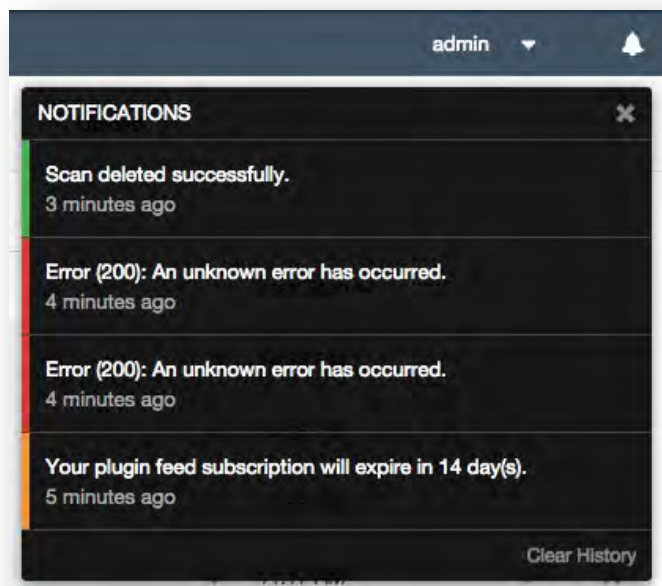 admin
NOTIFICATIONS
Scan deleted successfully.
3 minutes ago
Error (200): An unknown error has occurred.
4 minutes ago
Error (200): An unknown error has occurred.
4 minutes ago
Your plugin feed subscription will expire in 14 day(s).
5 minutes ago
Clear History